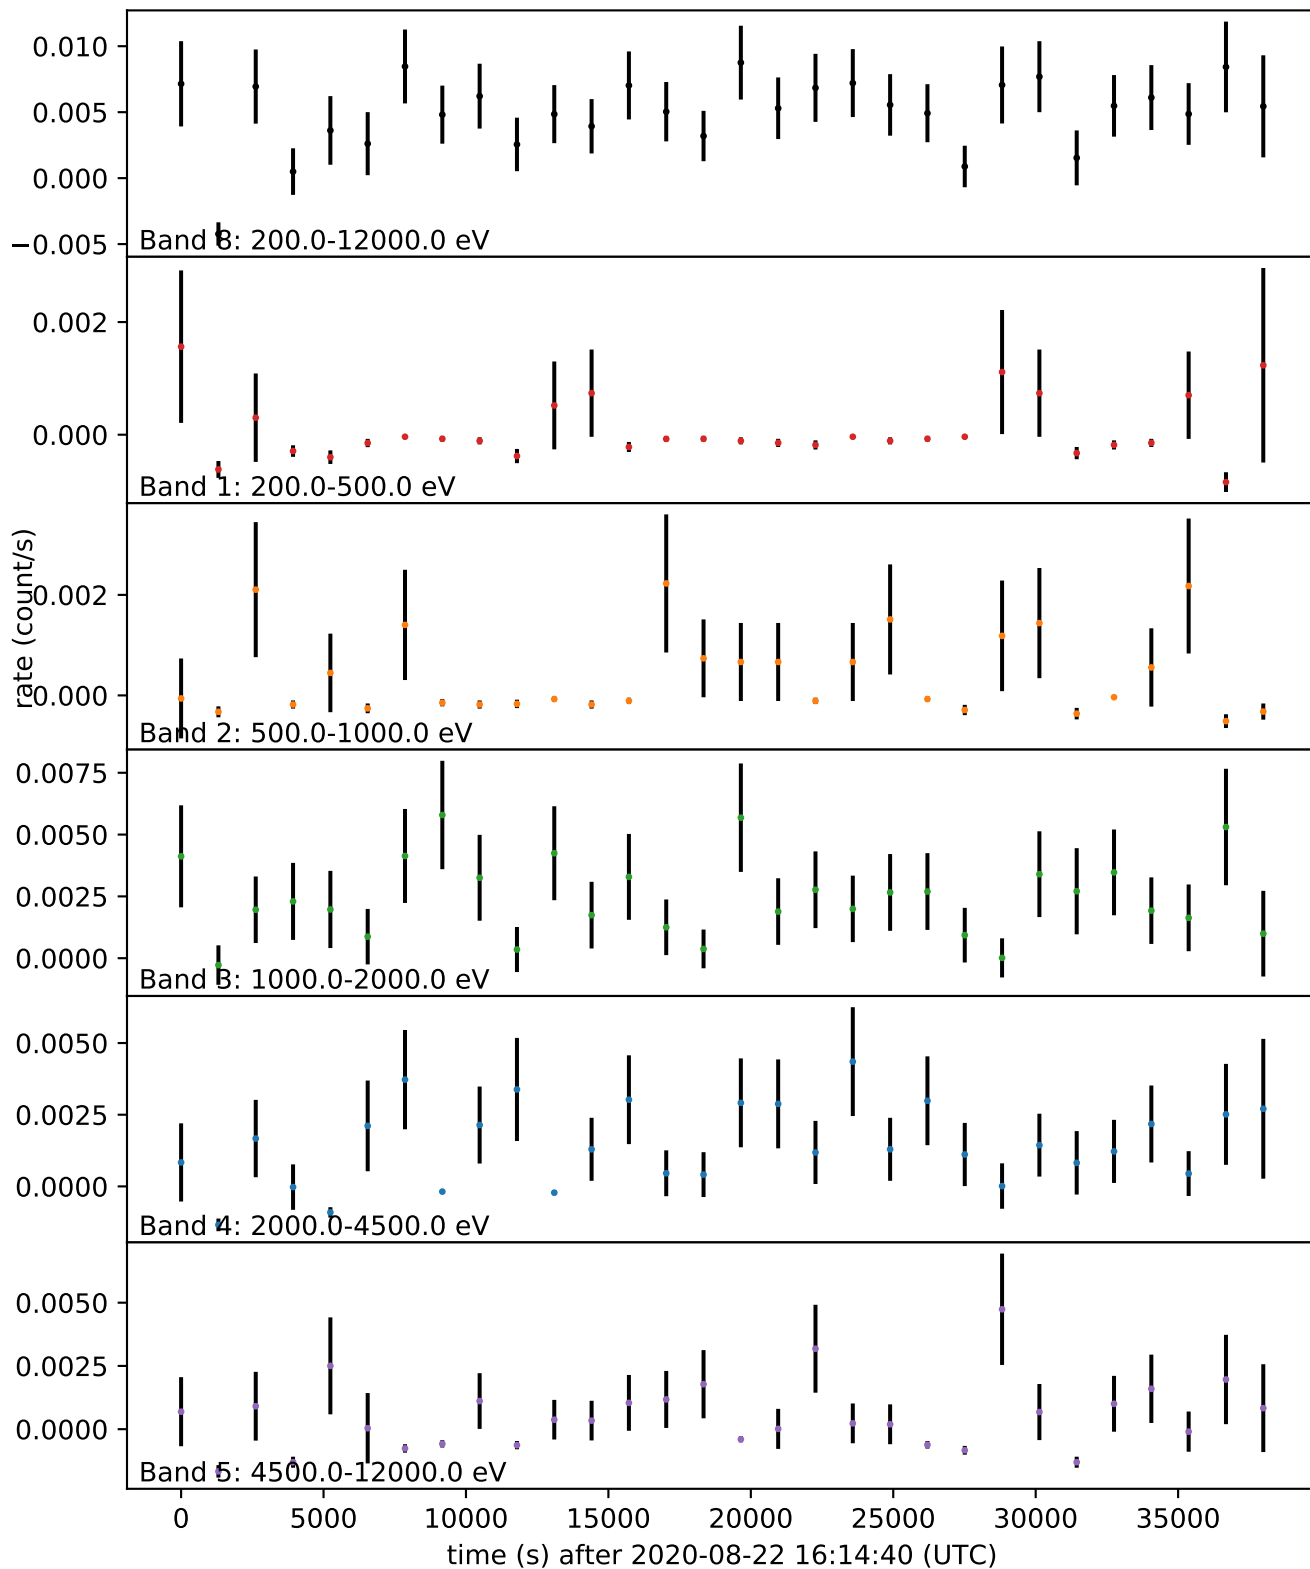 0.010
0.005
0.000
−0.005
Band 8: 200.0-12000.0 eV
0.002
0.000
Band 1: 200.0-500.0 eV
rate (count/s)
0.002
0.000
Band 2: 500.0-1000.0 eV
0.0075
0.0050
0.0025
0.0000
Band 3: 1000.0-2000.0 eV
0.0050
0.0025
0.0000
Band 4: 2000.0-4500.0 eV
0.0050
0.0025
0.0000
Band 5: 4500.0-12000.0 eV
0 5000 10000 15000 20000 25000 30000 35000
time (s) after 2020-08-22 16:14:40 (UTC)